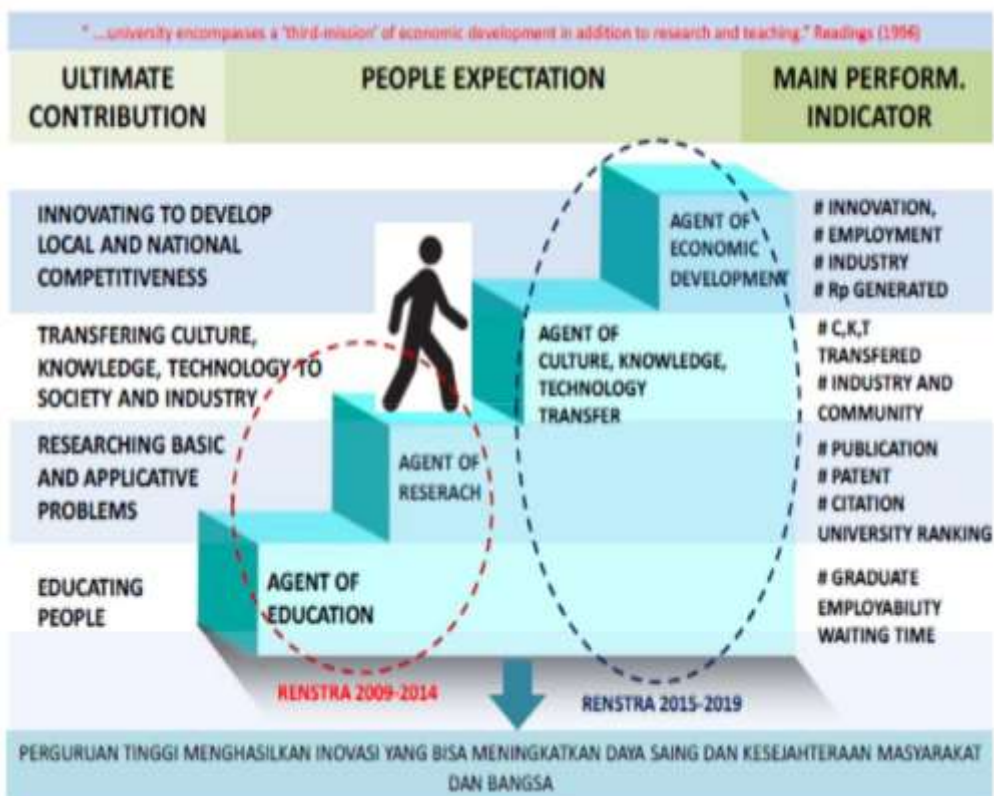 " ...university encompasses a 'third-mission' of economic development in addition to research and teaching." Readings (1996)
ULTIMATE
CONTRIBUTION
PEOPLE EXPECTATION
MAIN PERFORM.
INDICATOR
INNOVATING TO DEVELOP
LOCAL AND NATIONAL
COMPETITIVENESS
AGENT OF
ECONOMIC
DEVELOPMENT
# INNOVATION,
# EMPLOYMENT
# INDUSTRY
# Rp GENERATED
TRANSFERING CULTURE,
KNOWLEDGE, TECHNOLOGY TO
SOCIETY AND INDUSTRY
AGENT OF
CULTURE, KNOWLEDGE,
TECHNOLOGY
TRANSFER
# C,K,T
TRANSFERED
# INDUSTRY AND
COMMUNITY
RESEARCHING BASIC
AND APPLICATIVE
PROBLEMS
AGENT OF
RESERACH
# PUBLICATION
# PATENT
# CITATION
UNIVERSITY RANKING
EDUCATING
PEOPLE
AGENT OF
EDUCATION
# GRADUATE
EMPLOYABILITY
WAITING TIME
RENSTRA 2009-2014
RENSTRA 2015-2019
PERGURUAN TINGGI MENGHASILKAN INOVASI YANG BISA MENINGKATKAN DAYA SAING DAN KESEJAHTERAAN MASYARAKAT
DAN BANGSA